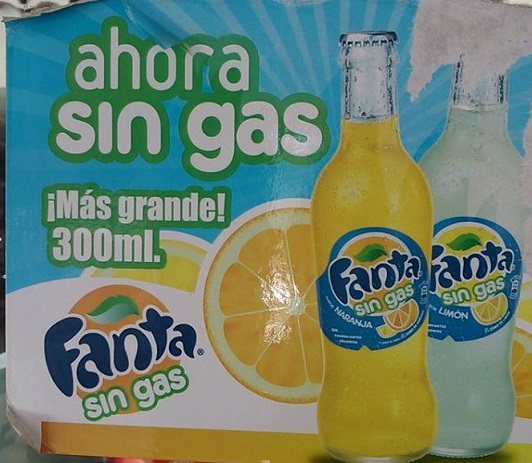 ahora
sin gas
¡Más grande!
300ml.
Fanta®
sin gas
Fanta
sin gas
NARANJA
Fanta
sin gas
LIMÓN